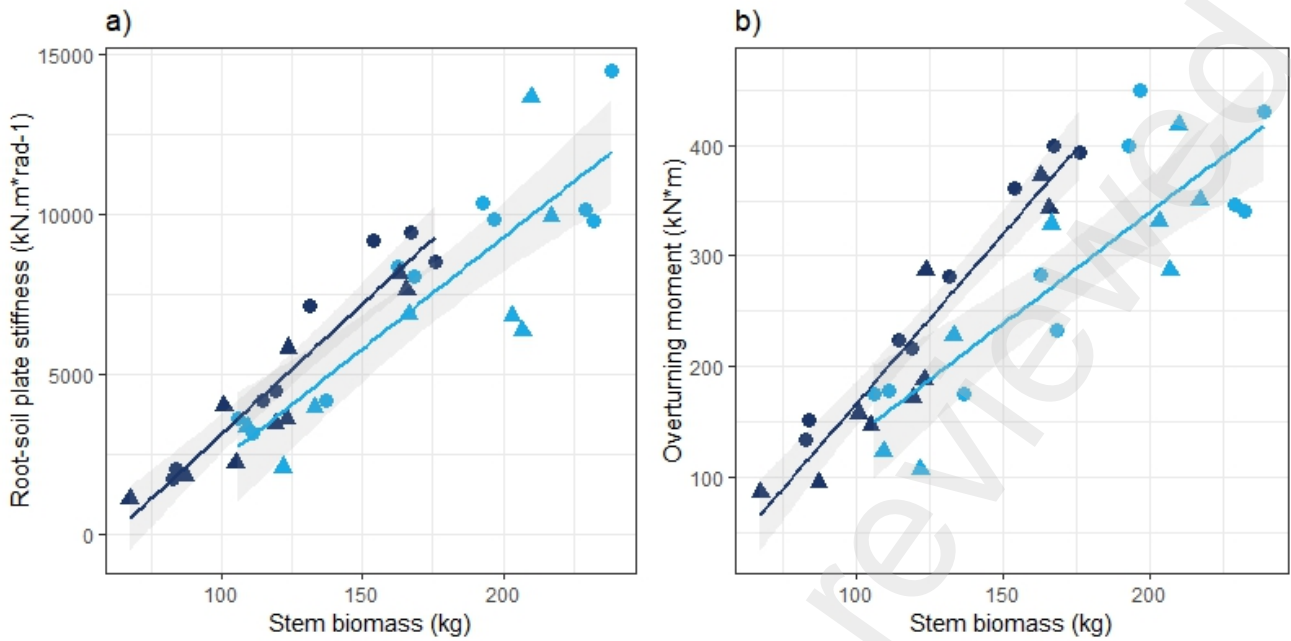 a)
Root-soil plate stiffness (kN.m*rad-1)
15000
10000
5000
0
100
150
200
Stem biomass (kg)
b)
Overturning moment (kN*m)
400
300
200
100
100
150
200
Stem biomass (kg)
reviewed